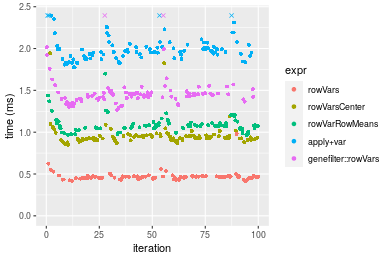 2.5
2.0
1.5
1.0
0.5
0.0
time (ms)
0
25
50
75
100
iteration
expr
rowVars
rowVarsCenter
rowVarRowMeans
apply+var
genefilter::rowVars